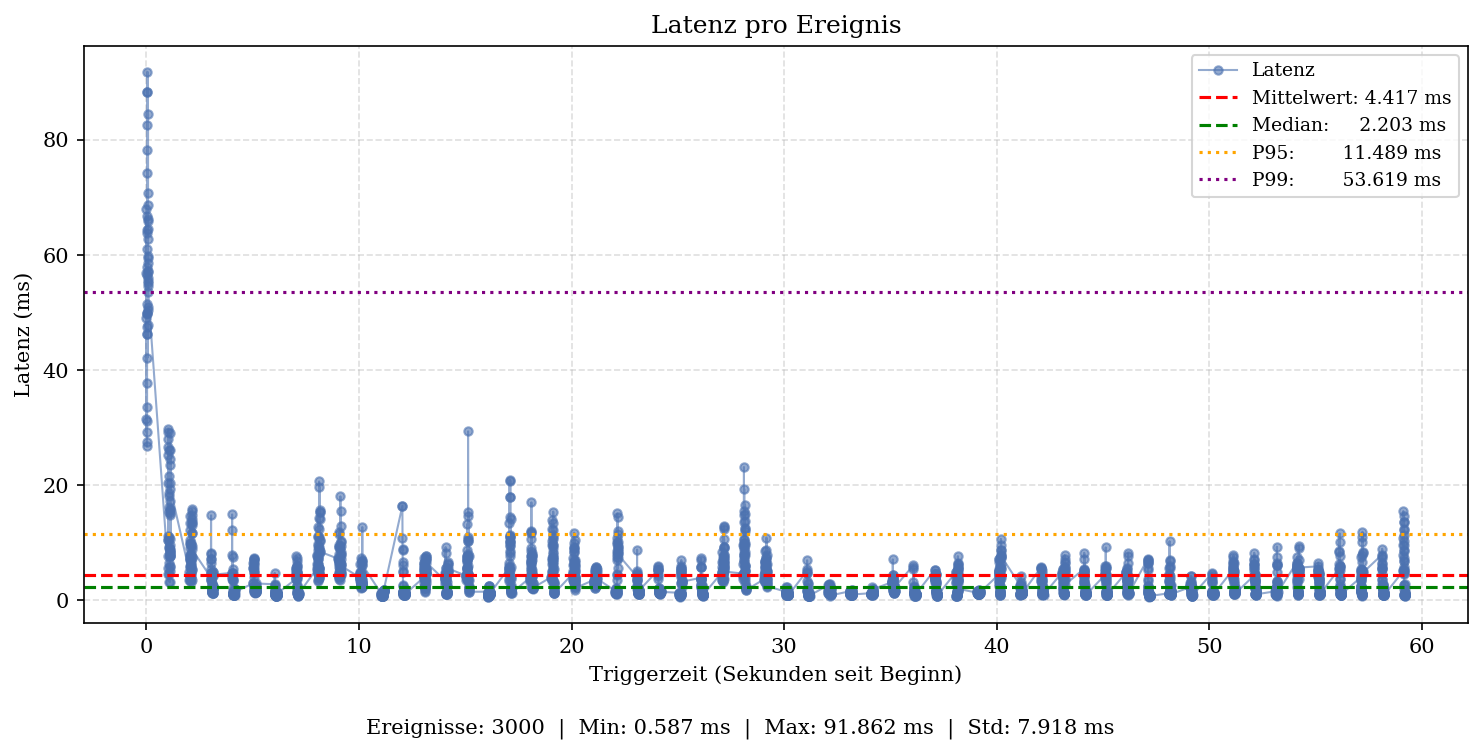 Latenz pro Ereignis
Latenz (ms)
80
60
40
20
0
Latenz
Mittelwert: 4.417 ms
Median: 2.203 ms
P95: 11.489 ms
P99: 53.619 ms
0 10 20 30 40 50 60
Triggerzeit (Sekunden seit Beginn)
Ereignisse: 3000 | Min: 0.587 ms | Max: 91.862 ms | Std: 7.918 ms